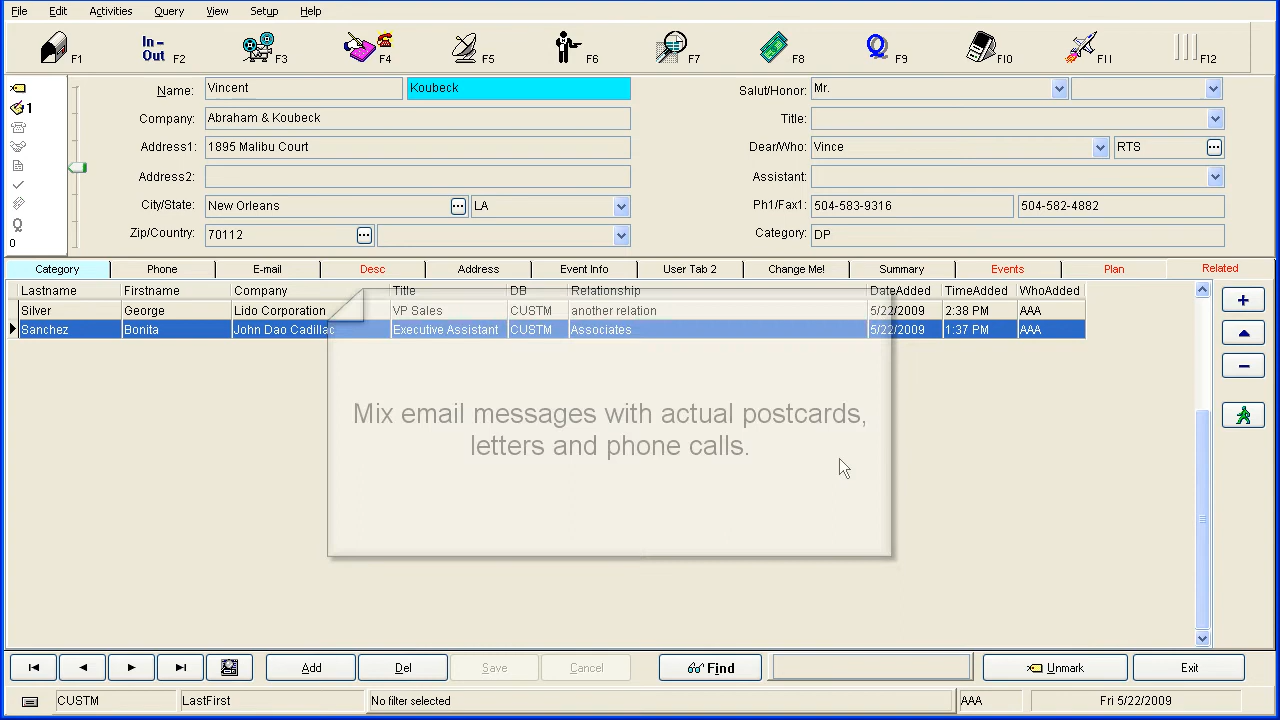 File Edit Activities Query View Setup Help
F1 In-Out F2 F3 F4 F5 F6 F7 F8 F9 F10 F11 F12
1
0
Name: Vincent Koubeck Salut/Honor: Mr.
Company: Abraham & Koubeck Title:
Address1: 1895 Malibu Court Dear/Who: Vince RTS
Address2: Assistant:
City/State: New Orleans LA Ph1/Fax1: 504-583-9316 504-582-4882
Zip/Country: 70112 Category: DP
Category Phone E-mail Desc Address Event Info User Tab 2 Change Me! Summary Events Plan Related
Lastname Firstname Company Title DB Relationship DateAdded TimeAdded WhoAdded
Silver George Lido Corporation VP Sales CUSTM another relation 5/22/2009 2:38 PM AAA
Sanchez Bonita John Dao Cadillac Executive Assistant CUSTM Associates 5/22/2009 1:37 PM AAA
Mix email messages with actual postcards,
letters and phone calls.
Add Del Save Cancel Find Unmark Exit
CUSTM LastFirst No filter selected AAA Fri 5/22/2009